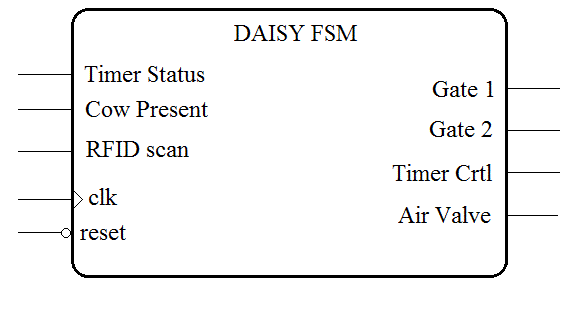 DAISY FSM
Timer Status
Cow Present
RFID scan
clk
reset
Gate 1
Gate 2
Timer Crtl
Air Valve